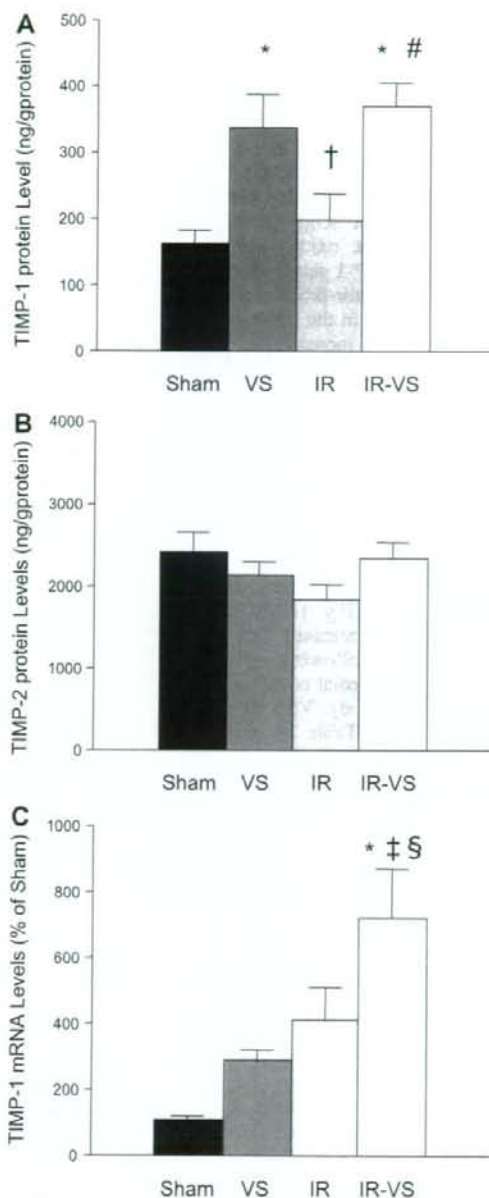 A
TIMP-1 protein Level (ng/gprotein)
500
400
300
200
100
0
*
†
* #
Sham VS IR IR-VS
B
TIMP-2 protein Levels (ng/gprotein)
4000
3000
2000
1000
0
Sham VS IR IR-VS
C
TIMP-1 mRNA Levels (% of Sham)
1000
800
600
400
200
0
* ‡ §
Sham VS IR IR-VS